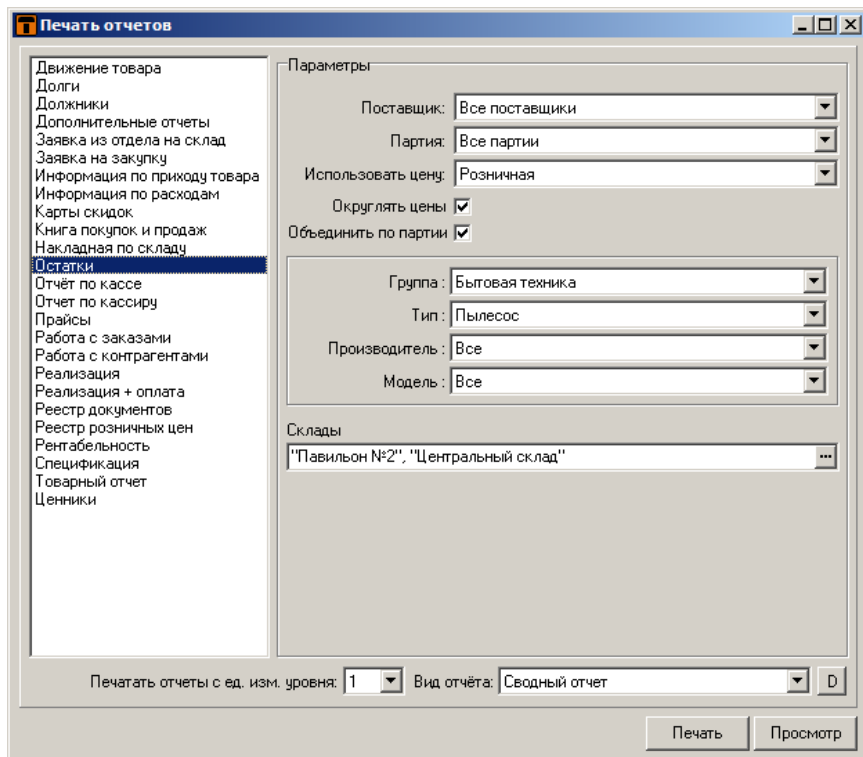 Печать отчетов
Движение товара
Долги
Должники
Дополнительные отчеты
Заявка из отдела на склад
Заявка на закупку
Информация по приходу товара
Информация по расходам
Карты скидок
Книга покупок и продаж
Накладная по складу
Остатки
Отчёт по кассе
Отчет по кассиру
Прайсы
Работа с заказами
Работа с контрагентами
Реализация
Реализация + оплата
Реестр документов
Реестр розничных цен
Рентабельность
Спецификация
Товарный отчет
Ценники
Параметры
Поставщик: Все поставщики
Партия: Все партии
Использовать цену: Розничная
Округлять цены
Объединить по партии
Группа : Бытовая техника
Тип : Пылесос
Производитель : Все
Модель : Все
Склады
"Павильон №2", "Центральный склад" ...
Печатать отчеты с ед. изм. уровня: 1 Вид отчёта: Сводный отчет D
Печать Просмотр